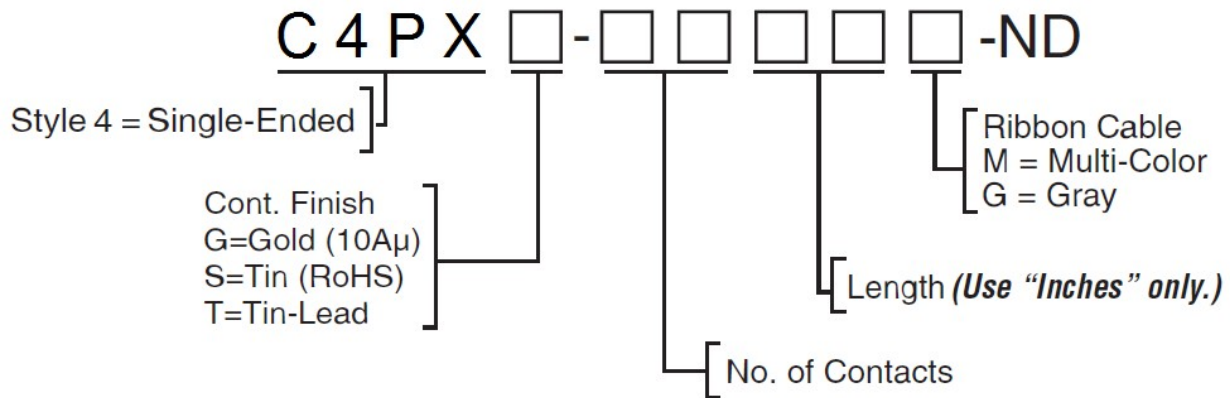 C 4 P X □ - □ □ □ □ □ -ND
Style 4 = Single-Ended
Ribbon Cable
M = Multi-Color
G = Gray
Cont. Finish
G=Gold (10Aµ)
S=Tin (RoHS)
T=Tin-Lead
Length (Use “Inches” only.)
No. of Contacts